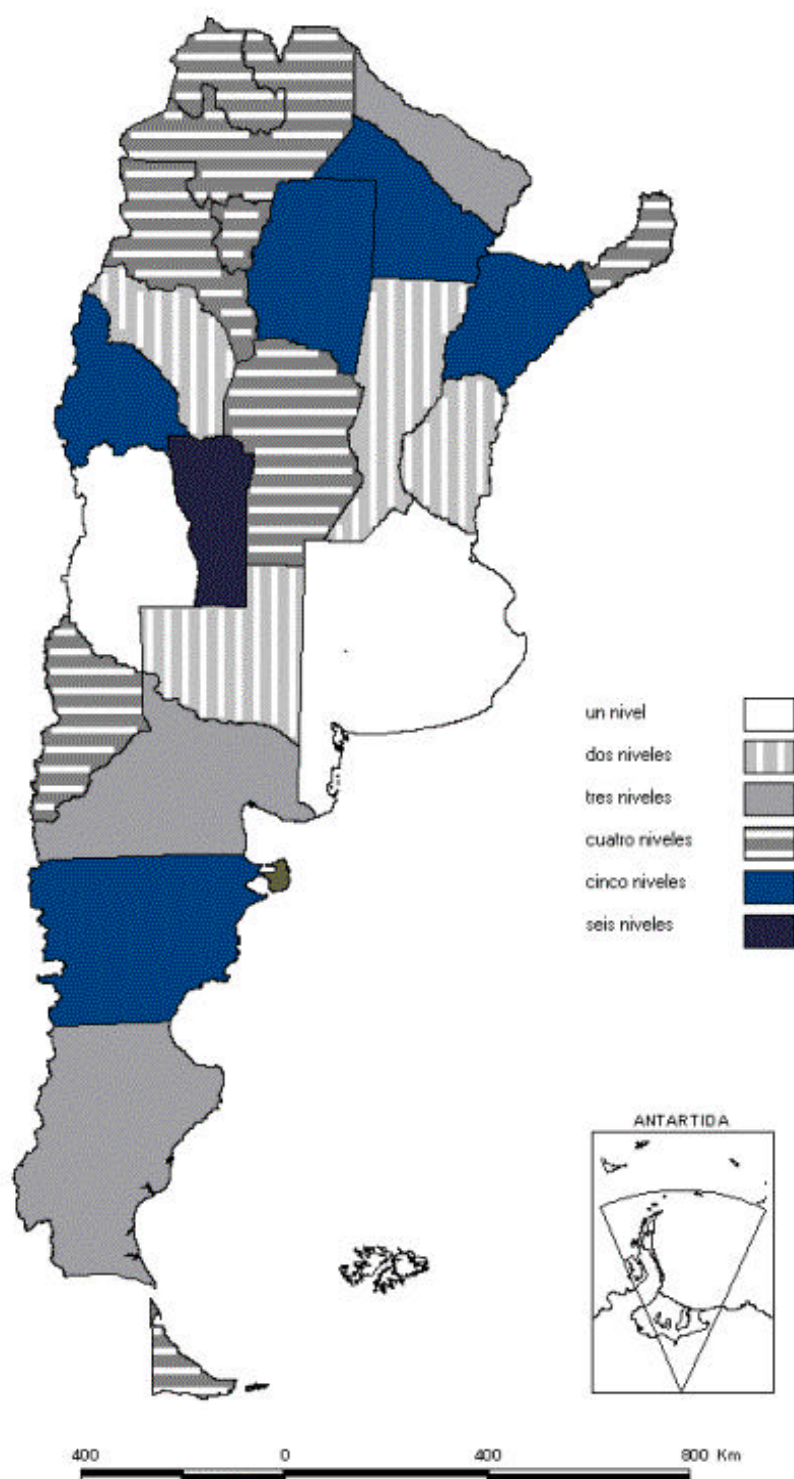 un nivel
dos niveles
tres niveles
cuatro niveles
cinco niveles
seis niveles
ANTARTIDA
400 0 400 800 Km